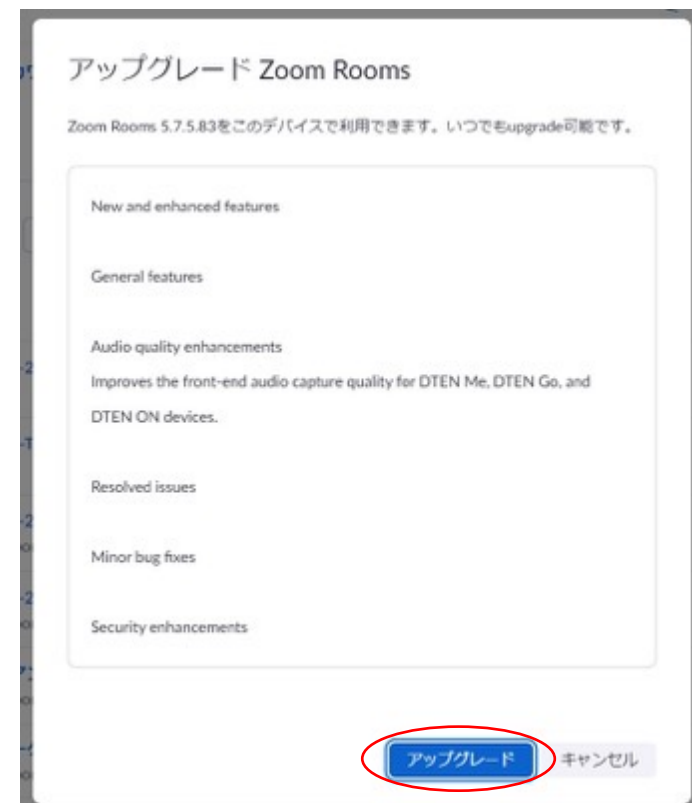 アップグレード Zoom Rooms
Zoom Rooms 5.7.5.83をこのデバイスで利用できます。いつでもupgrade可能です。
New and enhanced features
General features
Audio quality enhancements
Improves the front-end audio capture quality for DTEN Me, DTEN Go, and
DTEN ON devices.
Resolved issues
Minor bug fixes
Security enhancements
アップグレード
キャンセル